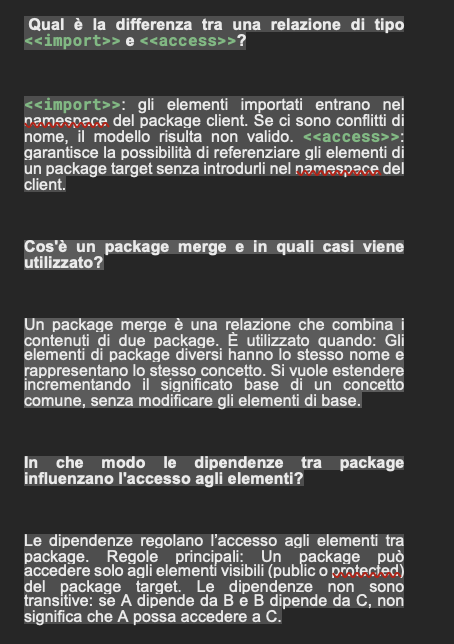 Qual è la differenza tra una relazione di tipo
<<import>> e <<access>>?
<<import>>: gli elementi importati entrano nel
namespace del package client. Se ci sono conflitti di
nome, il modello risulta non valido. <<access>>:
garantisce la possibilità di referenziare gli elementi di
un package target senza introdurli nel namespace del
client.
Cos'è un package merge e in quali casi viene
utilizzato?
Un package merge è una relazione che combina i
contenuti di due package. È utilizzato quando: Gli
elementi di package diversi hanno lo stesso nome e
rappresentano lo stesso concetto. Si vuole estendere
incrementando il significato base di un concetto
comune, senza modificare gli elementi di base.
In che modo le dipendenze tra package
influenzano l'accesso agli elementi?
Le dipendenze regolano l'accesso agli elementi tra
package. Regole principali: Un package può
accedere solo agli elementi visibili (public o protected)
del package target. Le dipendenze non sono
transitive: se A dipende da B e B dipende da C, non
significa che A possa accedere a C.